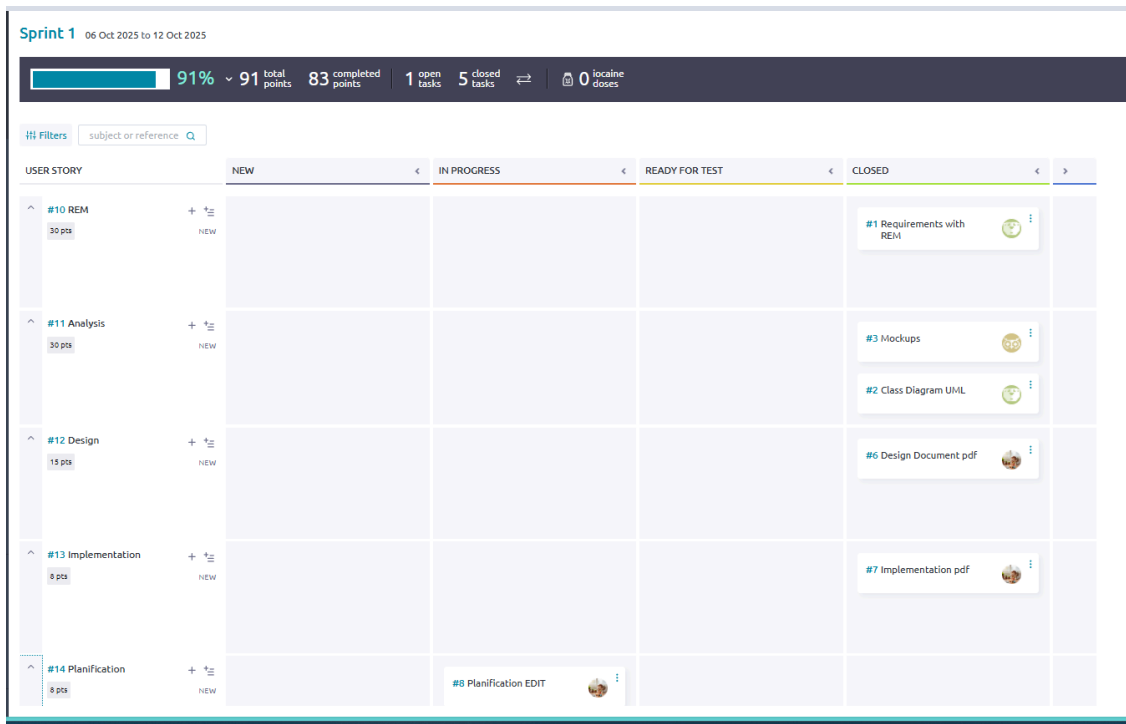 Sprint 1 06 Oct 2025 to 12 Oct 2025
91% 91 total points 83 completed points 1 open tasks 5 closed tasks 0 iocaine doses
Filters subject or reference
USER STORY NEW IN PROGRESS READY FOR TEST CLOSED
#10 REM
30 pts NEW
#1 Requirements with
REM
#11 Analysis
30 pts NEW
#3 Mockups
#2 Class Diagram UML
#12 Design
15 pts NEW
#6 Design Document pdf
#13 Implementation
8 pts NEW
#7 Implementation pdf
#14 Planification
8 pts NEW
#8 Planification EDIT